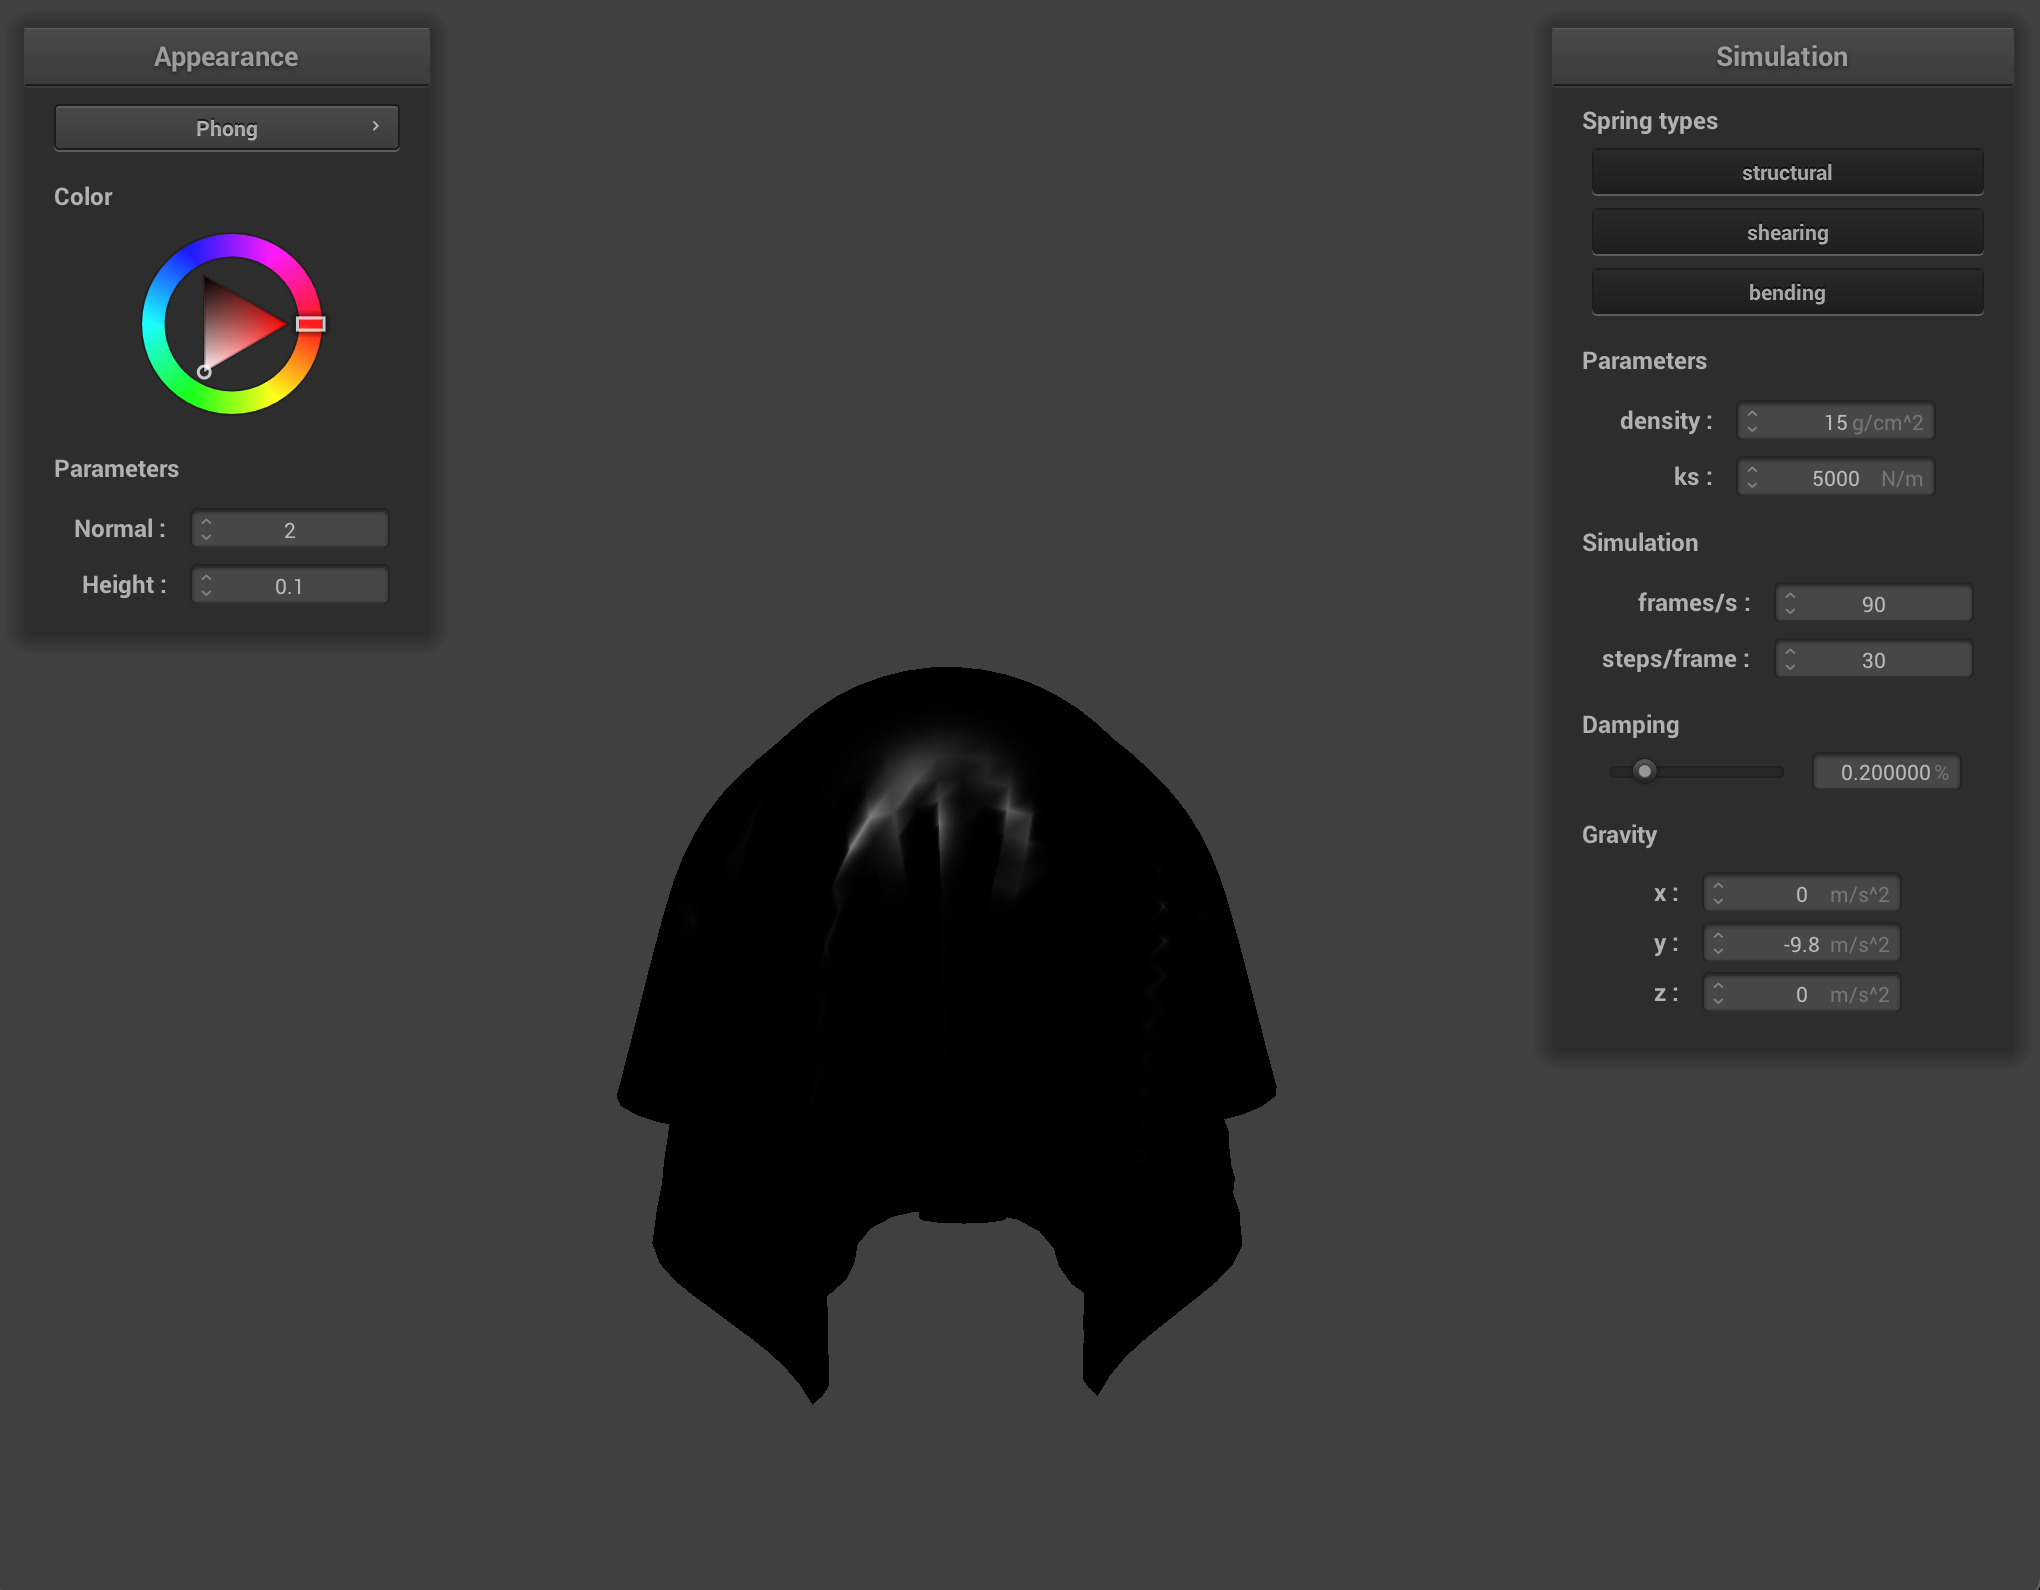 Appearance
Phong
Color
Parameters
Normal : 2
Height : 0.1
Simulation
Spring types
structural
shearing
bending
Parameters
density : 15 g/cm^2
ks : 5000 N/m
Simulation
frames/s : 90
steps/frame : 30
Damping
0.200000 %
Gravity
x : 0 m/s^2
y : -9.8 m/s^2
z : 0 m/s^2